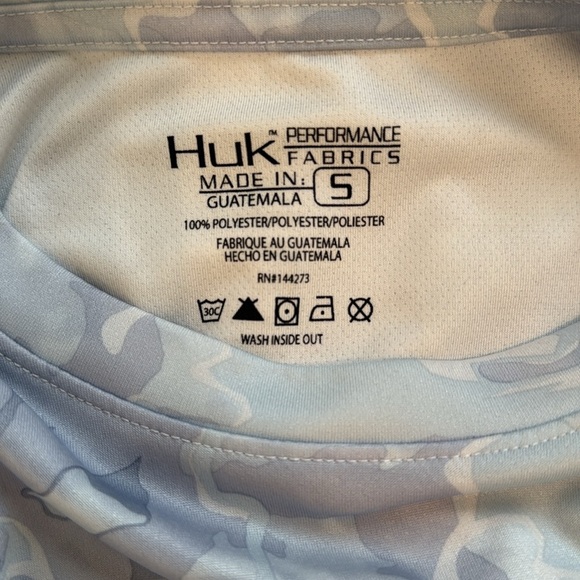 Huk™ PERFORMANCE FABRICS
MADE IN: S
GUATEMALA
100% POLYESTER/POLYESTER/POLIESTER
FABRIQUE AU GUATEMALA
HECHO EN GUATEMALA
RN#144273
30C
WASH INSIDE OUT